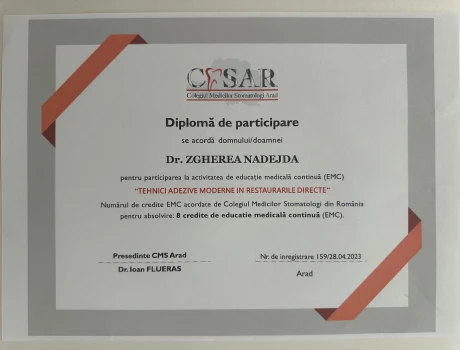 CMSAR
Colegiul Medicilor Stomatologi Arad
Diplomă de participare
se acordă domnului/doamnei
Dr. ZGHEREA NADEJDA
pentru participarea la activitatea de educație medicală continuă (EMC)
"TEHNICI ADEZIVE MODERNE IN RESTAURARILE DIRECTE"
Numărul de credite EMC acordate de Colegiul Medicilor Stomatologi din România
pentru absolvire: 8 credite de educatie medicală continuă (EMC).
Presedinte CMS Arad
Dr. Ioan FLUERAS
Nr. de inregistrare 159/28.04.2023
Arad